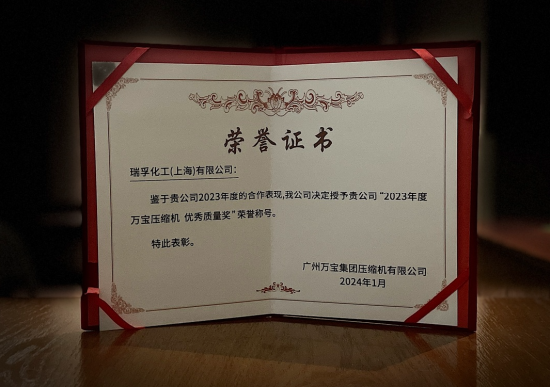 荣誉证书
瑞孚化工(上海)有限公司：
鉴于贵公司2023年度的合作表现,我公司决定授予贵公司“2023年度
万宝压缩机 优秀质量奖”荣誉称号。
特此表彰。
广州万宝集团压缩机有限公司
2024年1月